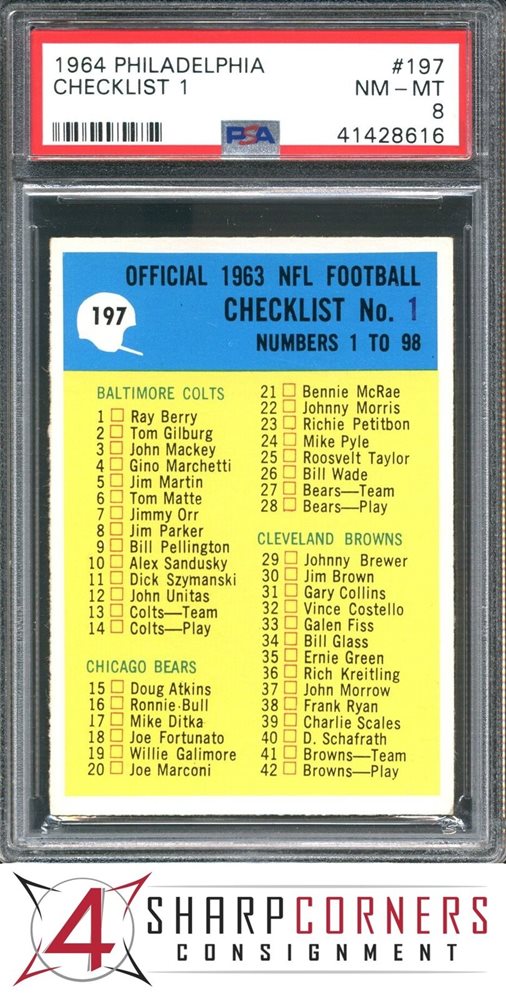 1964 PHILADELPHIA #197
CHECKLIST 1 NM – MT
8
PSA 41428616
OFFICIAL 1963 NFL FOOTBALL
CHECKLIST No. 1
197
NUMBERS 1 TO 98
BALTIMORE COLTS
1 Ray Berry
2 Tom Gilburg
3 John Mackey
4 Gino Marchetti
5 Jim Martin
6 Tom Matte
7 Jimmy Orr
8 Jim Parker
9 Bill Pellington
10 Alex Sandusky
11 Dick Szymanski
12 John Unitas
13 Colts—Team
14 Colts—Play
CHICAGO BEARS
15 Doug Atkins
16 Ronnie Bull
17 Mike Ditka
18 Joe Fortunato
19 Willie Galimore
20 Joe Marconi
21 Bennie McRae
22 Johnny Morris
23 Richie Petitbon
24 Mike Pyle
25 Roosvelt Taylor
26 Bill Wade
27 Bears—Team
28 Bears—Play
CLEVELAND BROWNS
29 Johnny Brewer
30 Jim Brown
31 Gary Collins
32 Vince Costello
33 Galen Fiss
34 Bill Glass
35 Ernie Green
36 Rich Kreitling
37 John Morrow
38 Frank Ryan
39 Charlie Scales
40 D. Schafrath
41 Browns—Team
42 Browns—Play
4 SHARPCORNERS
CONSIGNMENT